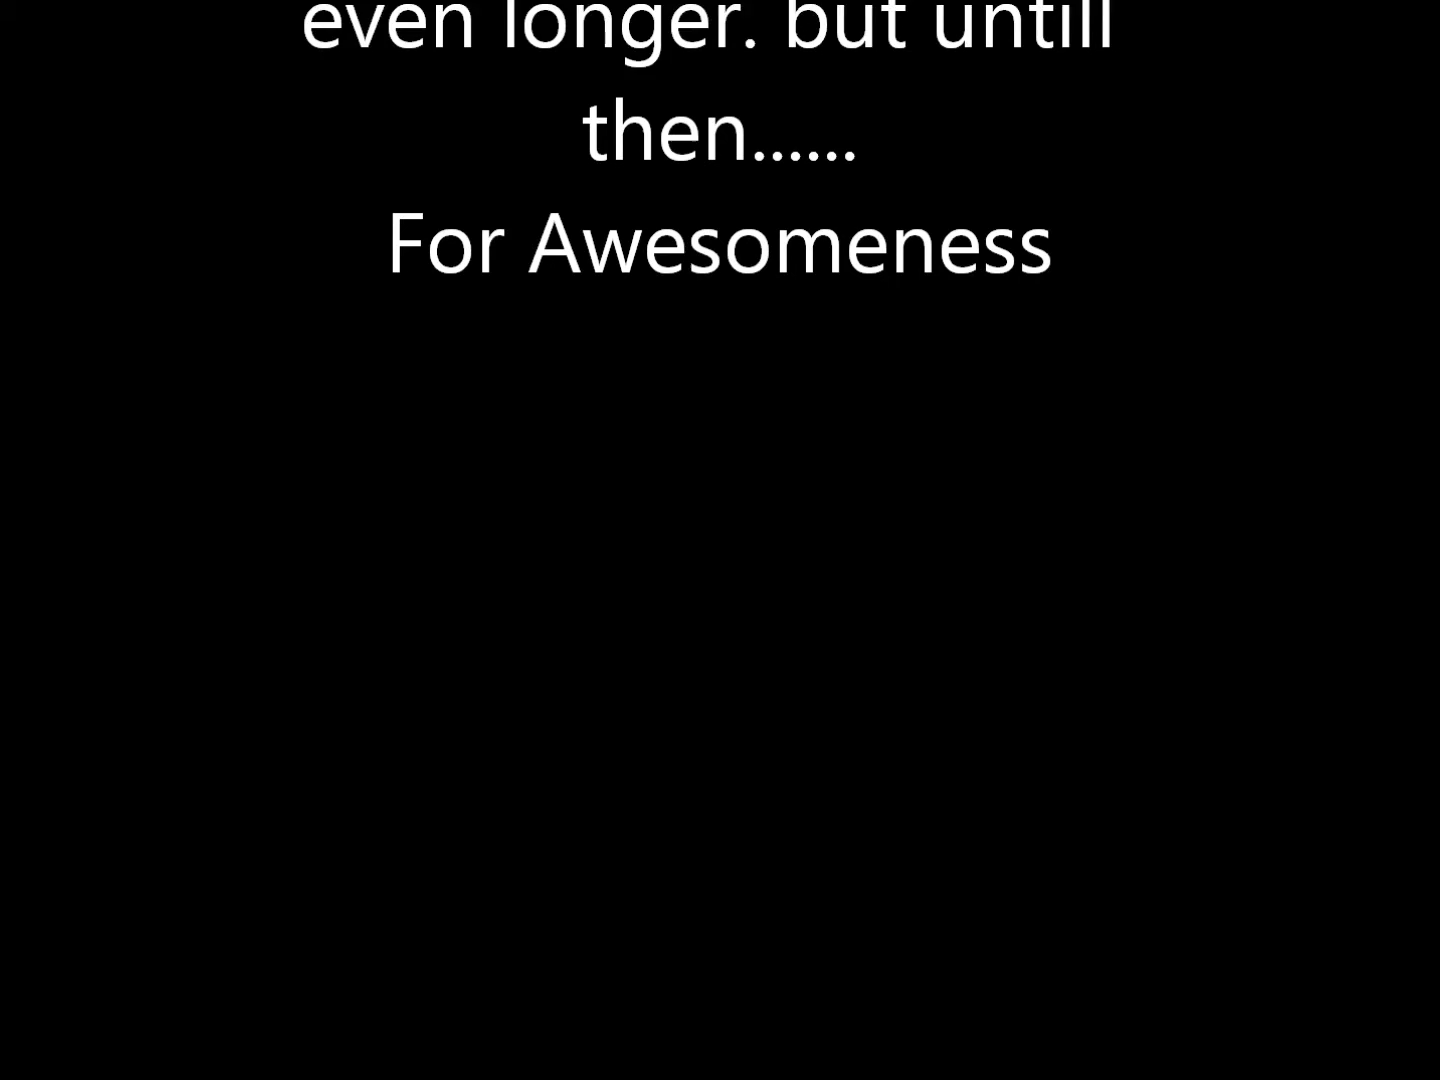 even longer. but untill
then......
For Awesomeness